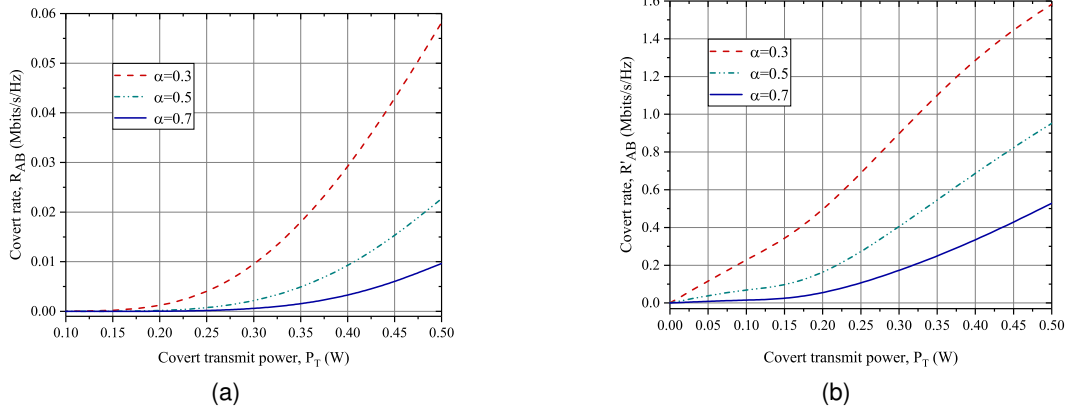 0.06
0.05
0.04
0.03
0.02
0.01
0.00
Covert rate, R_AB (Mbits/s/Hz)
α=0.3
α=0.5
α=0.7
0.10 0.15 0.20 0.25 0.30 0.35 0.40 0.45 0.50
Covert transmit power, P_T (W)
(a)
1.6
1.4
1.2
1.0
0.8
0.6
0.4
0.2
0.0
Covert rate, R'_AB (Mbits/s/Hz)
α=0.3
α=0.5
α=0.7
0.00 0.05 0.10 0.15 0.20 0.25 0.30 0.35 0.40 0.45 0.50
Covert transmit power, P_T (W)
(b)